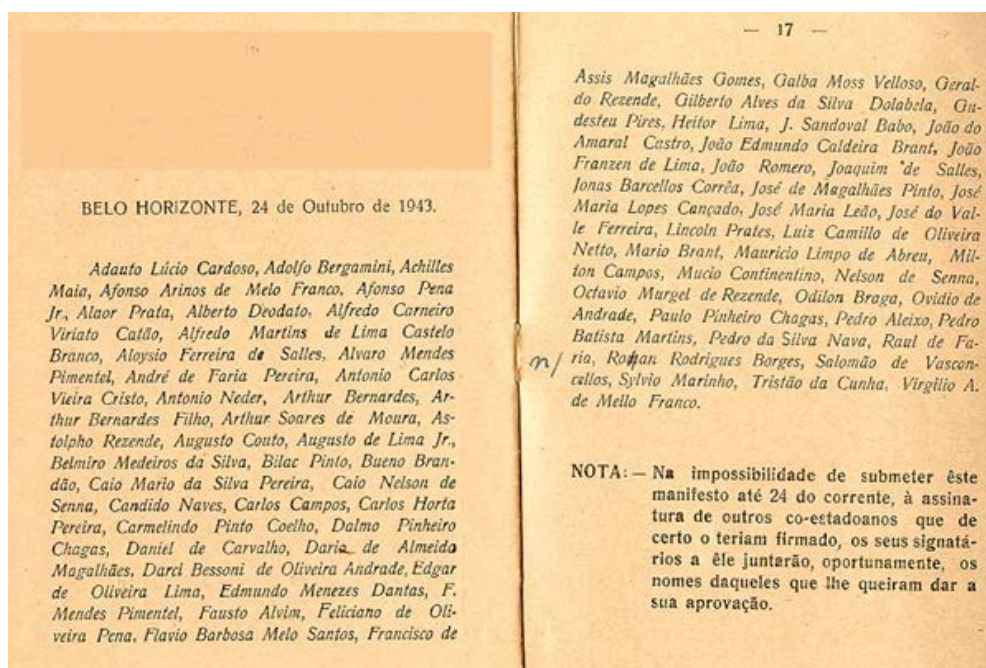 BELO HORIZONTE, 24 de Outubro de 1943.
Adauto Lúcio Cardoso, Adolfo Bergamini, Achilles
Maia, Afonso Arinos de Melo Franco, Afonso Pena
Jr., Alaor Prata, Alberto Deodato, Alfredo Carneiro
Viriato Catão, Alfredo Martins de Lima Castelo
Branco, Aloysio Ferreira de Salles, Alvaro Mendes
Pimentel, André de Faria Pereira, Antonio Carlos
Vieira Cristo, Antonio Neder, Arthur Bernardes, Ar-
thur Bernardes Filho, Arthur Soares de Moura, As-
tolpho Rezende, Augusto Couto, Augusto de Lima Jr.,
Belmiro Medeiros da Silva, Bilac Pinto, Bueno Bran-
dão, Caio Mario da Silva Pereira, Caio Nelson de
Senna, Candido Naves, Carlos Campos, Carlos Horta
Pereira, Carmelindo Pinto Coelho, Dalmo Pinheiro
Chagas, Daniel de Carvalho, Dario de Almeida
Magalhães, Darci Bessoni de Oliveira Andrade, Edgar
de Oliveira Lima, Edmundo Menezes Dantas, F.
Mendes Pimentel, Fausto Alvim, Feliciano de Oli-
veira Pena, Flavio Barbosa Melo Santos, Francisco de
— 17 —
Assis Magalhães Gomes, Galba Moss Velloso, Geral-
do Rezende, Gilberto Alves da Silva Dolabela, Gu-
desteu Pires, Heitor Lima, J. Sandoval Babo, João do
Amaral Castro, João Edmundo Caldeira Brant, João
Franzen de Lima, João Romero, Joaquim de Salles,
Jonas Barcellos Corrêa, José de Magalhães Pinto, José
Maria Lopes Cançado, José Maria Leão, José do Val-
le Ferreira, Lincoln Prates, Luiz Camillo de Oliveira
Netto, Mario Brant, Mauricio Limpo de Abreu, Mil-
ton Campos, Mucio Continentino, Nelson de Senna,
Octavio Murgel de Rezende, Odilon Braga, Ovidio de
Andrade, Paulo Pinheiro Chagas, Pedro Aleixo, Pedro
Batista Martins, Pedro da Silva Nava, Raul de Fa-
n/ ria, Rodrigues Borges, Salomão de Vascon-
cellos, Sylvio Marinho, Tristão da Cunha, Virgilio A.
de Mello Franco.
NOTA: — Na impossibilidade de submeter êste
manifesto até 24 do corrente, à assina-
tura de outros co-estadoanos que de
certo o teriam firmado, os seus signatá-
rios a êle juntarão, oportunamente, os
nomes daqueles que lhe queiram dar a
sua aprovação.